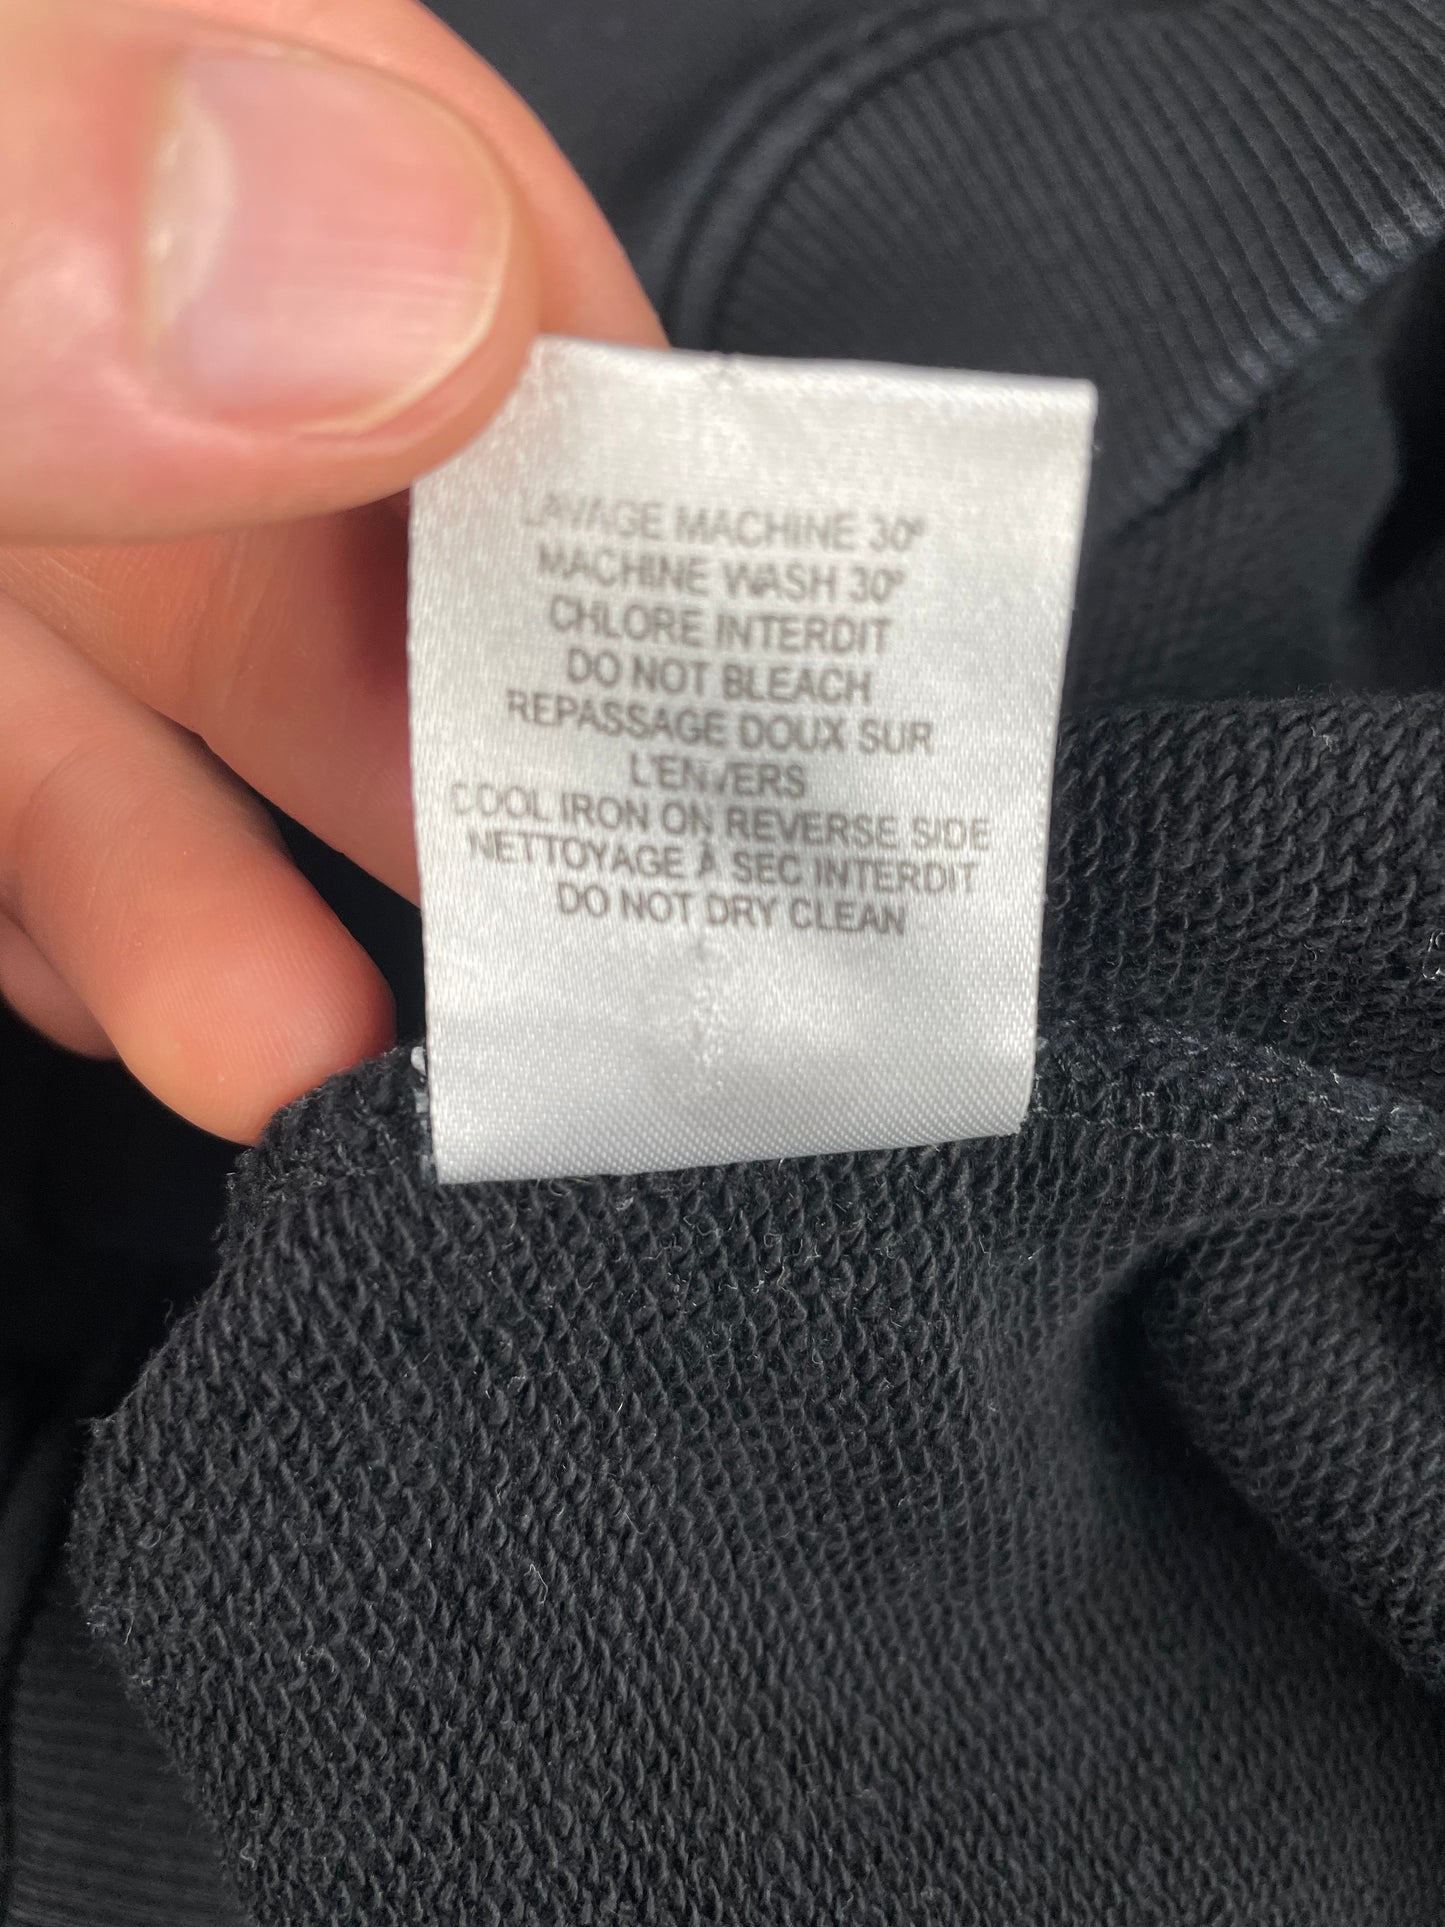 LAVAGE MACHINE 30°
MACHINE WASH 30°
CHLORE INTERDIT
DO NOT BLEACH
REPASSAGE DOUX SUR
L'ENVERS
COOL IRON ON REVERSE SIDE
NETTOYAGE À SEC INTERDIT
DO NOT DRY CLEAN